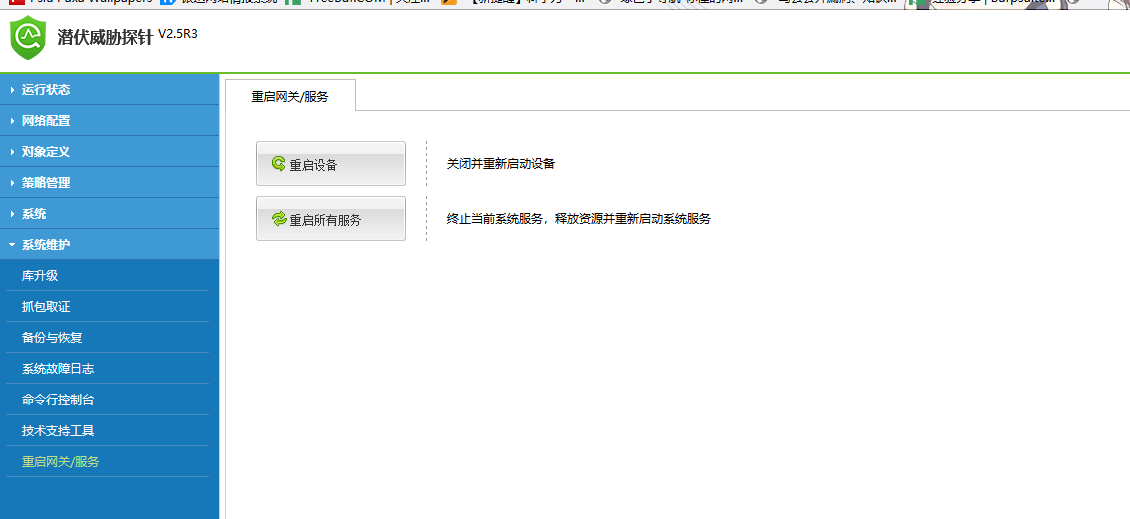 潜伏威胁探针 V2.5R3
运行状态
网络配置
对象定义
策略管理
系统
系统维护
库升级
抓包取证
备份与恢复
系统故障日志
命令行控制台
技术支持工具
重启网关/服务
重启网关/服务
重启设备
关闭并重新启动设备
重启所有服务
终止当前系统服务，释放资源并重新启动系统服务